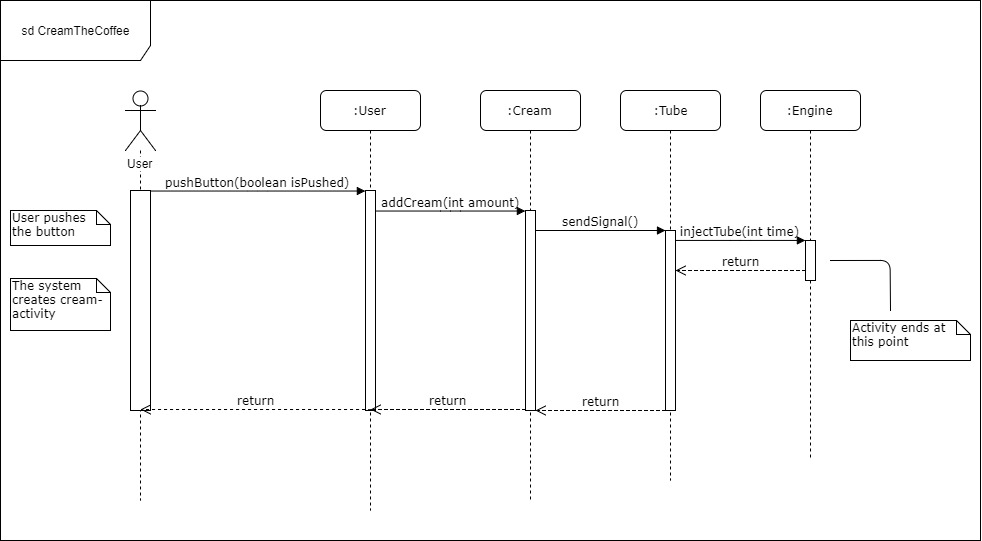 sd CreamTheCoffee
:User
:Cream
:Tube
:Engine
User
pushButton(boolean isPushed)
addCream(int amount)
sendSignal()
injectTube(int time)
User pushes
the button
return
The system
creates cream-
activity
Activity ends at
this point
return
return
return